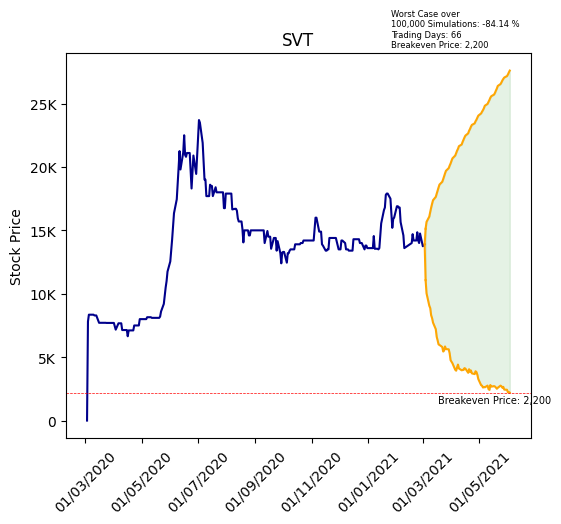 Worst Case over
100,000 Simulations: -84.14 %
Trading Days: 66
Breakeven Price: 2,200
SVT
Stock Price
25K
20K
15K
10K
5K
0
Breakeven Price: 2,200
01/03/2020
01/05/2020
01/07/2020
01/09/2020
01/11/2020
01/01/2021
01/03/2021
01/05/2021